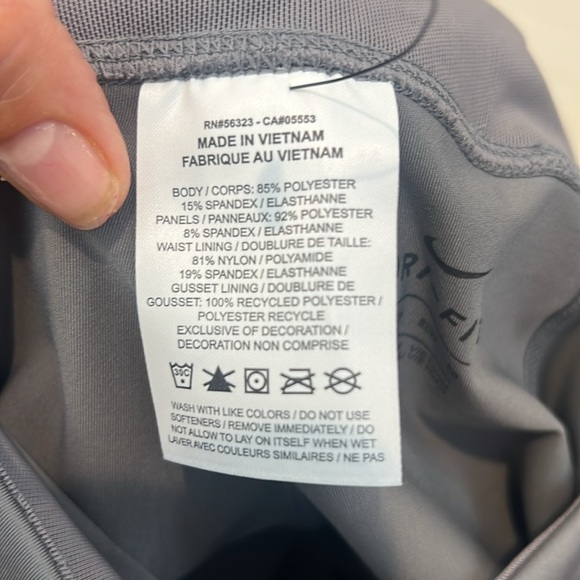 RN#56323 - CA#05553
MADE IN VIETNAM
FABRIQUE AU VIETNAM
BODY / CORPS: 85% POLYESTER
15% SPANDEX / ELASTHANNE
PANELS / PANNEAUX: 92% POLYESTER
8% SPANDEX / ELASTHANNE
WAIST LINING / DOUBLURE DE TAILLE:
81% NYLON / POLYAMIDE
19% SPANDEX / ELASTHANNE
GUSSET LINING / DOUBLURE DE
GOUSSET: 100% RECYCLED POLYESTER /
POLYESTER RECYCLE
EXCLUSIVE OF DECORATION /
DECORATION NON COMPRISE
30C
WASH WITH LIKE COLORS / DO NOT USE
SOFTENERS / REMOVE IMMEDIATELY / DO
NOT ALLOW TO LAY ON ITSELF WHEN WET
LAVER AVEC COULEURS SIMILAIRES / NE PAS